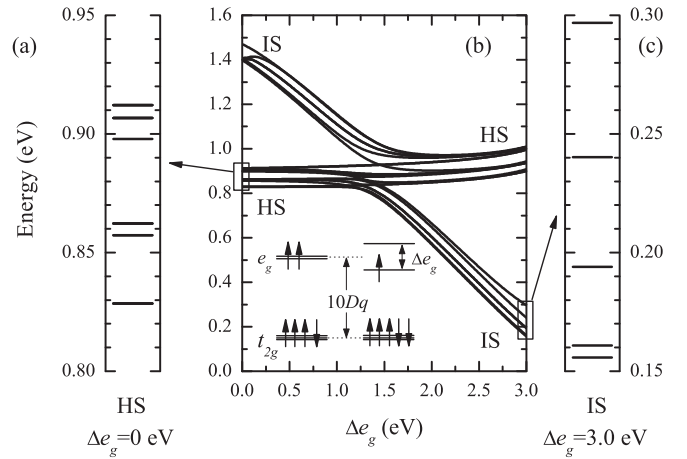 (a)
0.95
0.90
0.85
0.80
HS
Δe_g=0 eV
Energy (eV)
(b)
1.6
1.4
1.2
1.0
0.8
0.6
0.4
0.2
0.0
IS
HS
HS
IS
e_g
Δe_g
10Dq
t_2g
0.0 0.5 1.0 1.5 2.0 2.5 3.0
Δe_g (eV)
(c)
0.30
0.25
0.20
0.15
IS
Δe_g=3.0 eV